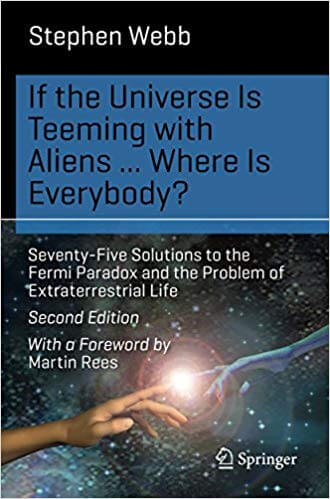 Stephen Webb
If the Universe Is
Teeming with
Aliens ... Where Is
Everybody?
Seventy-Five Solutions to the
Fermi Paradox and the Problem of
Extraterrestrial Life
Second Edition
With a Foreword by
Martin Rees
Springer